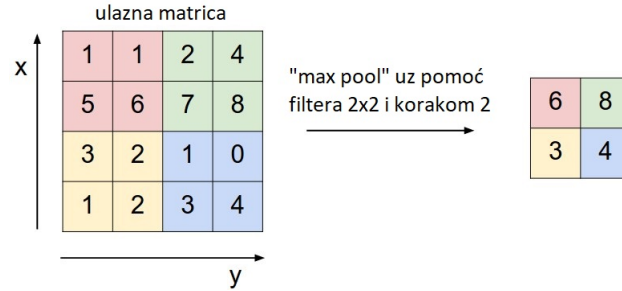 ulazna matrica
x
1 1 2 4
5 6 7 8
3 2 1 0
1 2 3 4
y
"max pool" uz pomoć
filtera 2x2 i korakom 2
6 8
3 4